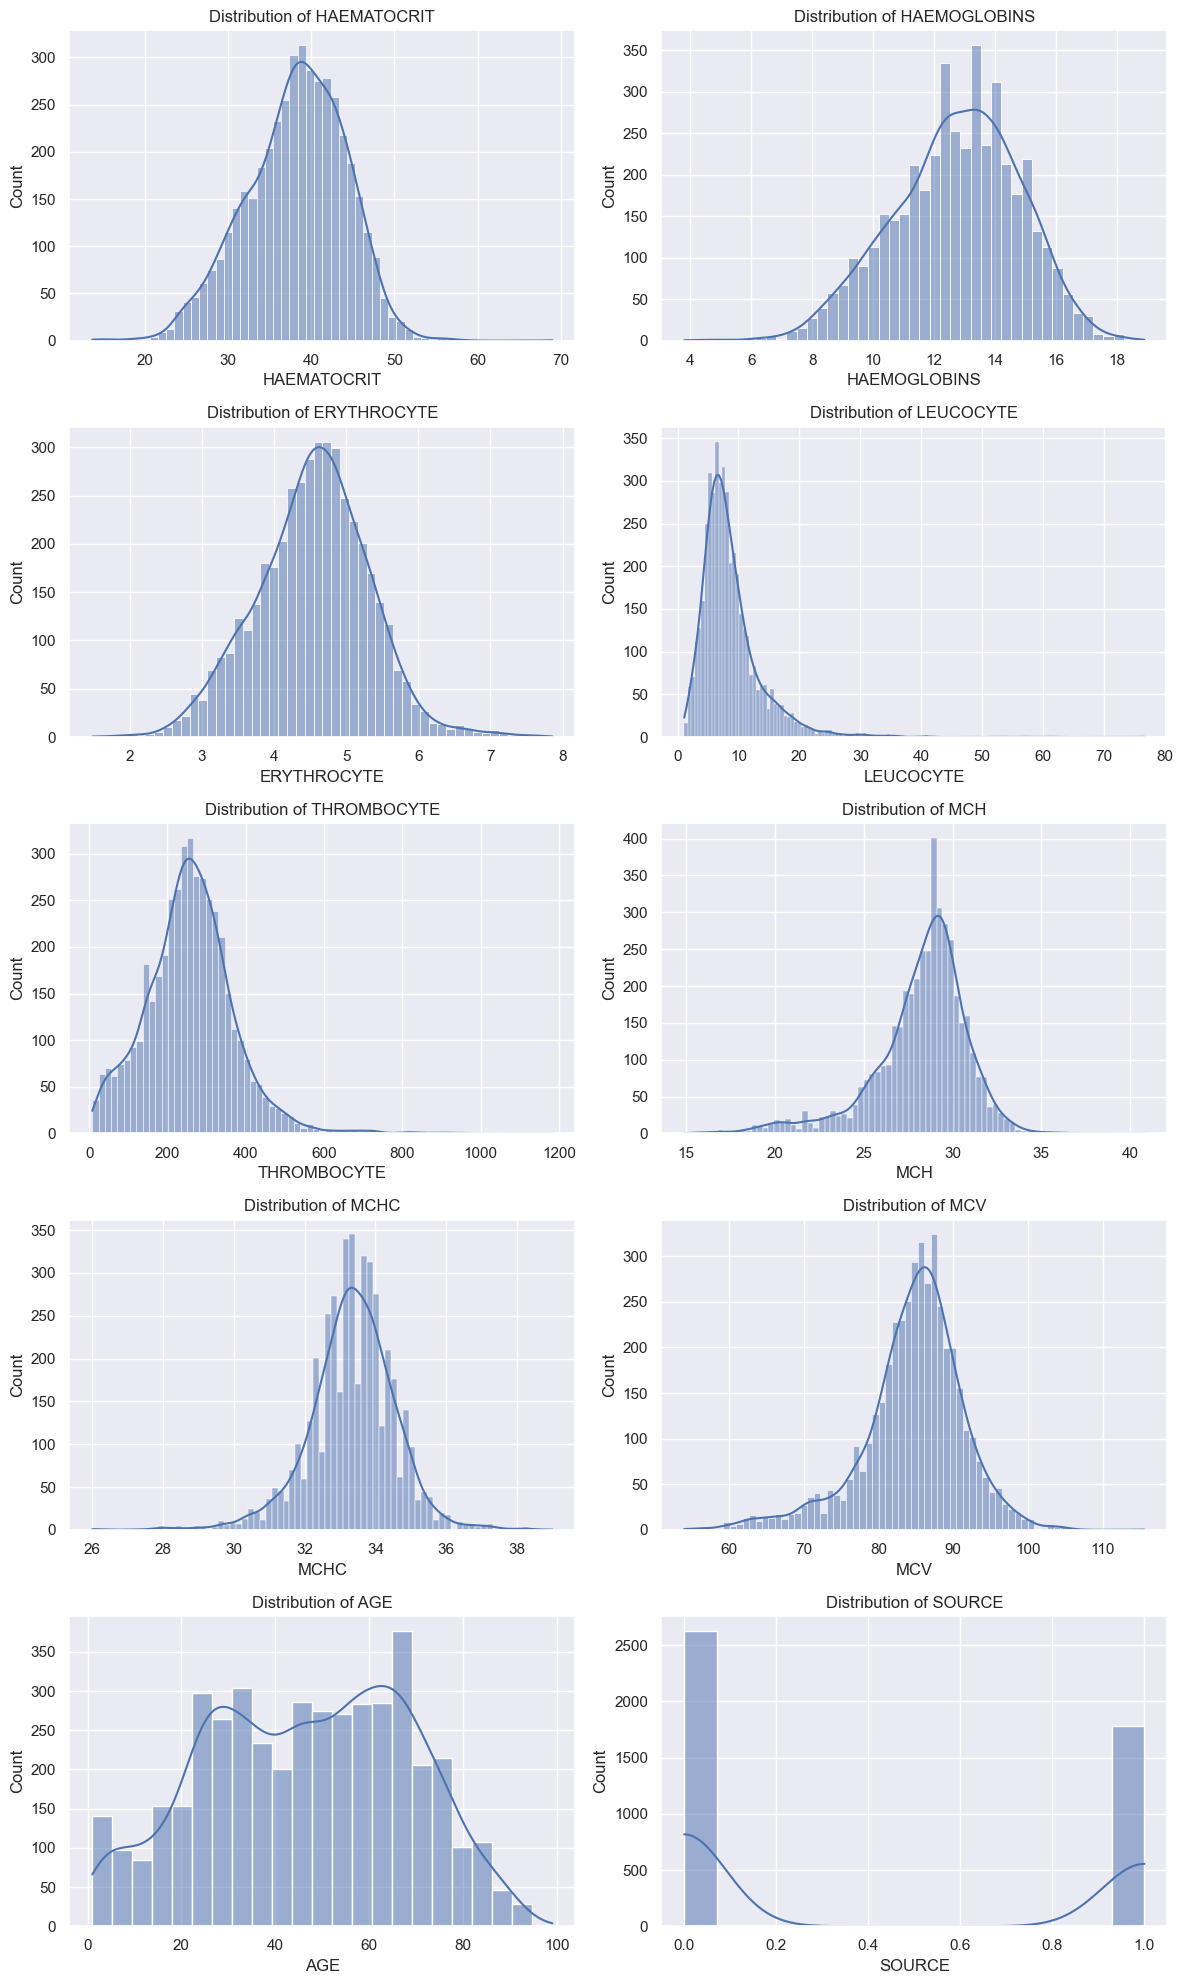 Distribution of HAEMATOCRIT
300
250
200
150
100
50
0
Count
20 30 40 50 60 70
HAEMATOCRIT
Distribution of HAEMOGLOBINS
350
300
250
200
150
100
50
0
Count
4 6 8 10 12 14 16 18
HAEMOGLOBINS
Distribution of ERYTHROCYTE
300
250
200
150
100
50
0
Count
2 3 4 5 6 7 8
ERYTHROCYTE
Distribution of LEUCOCYTE
350
300
250
200
150
100
50
0
Count
0 10 20 30 40 50 60 70 80
LEUCOCYTE
Distribution of THROMBOCYTE
300
250
200
150
100
50
0
Count
0 200 400 600 800 1000 1200
THROMBOCYTE
Distribution of MCH
400
350
300
250
200
150
100
50
0
Count
15 20 25 30 35 40
MCH
Distribution of MCHC
350
300
250
200
150
100
50
0
Count
26 28 30 32 34 36 38
MCHC
Distribution of MCV
300
250
200
150
100
50
0
Count
60 70 80 90 100 110
MCV
Distribution of AGE
350
300
250
200
150
100
50
0
Count
0 20 40 60 80 100
AGE
Distribution of SOURCE
2500
2000
1500
1000
500
0
Count
0.0 0.2 0.4 0.6 0.8 1.0
SOURCE